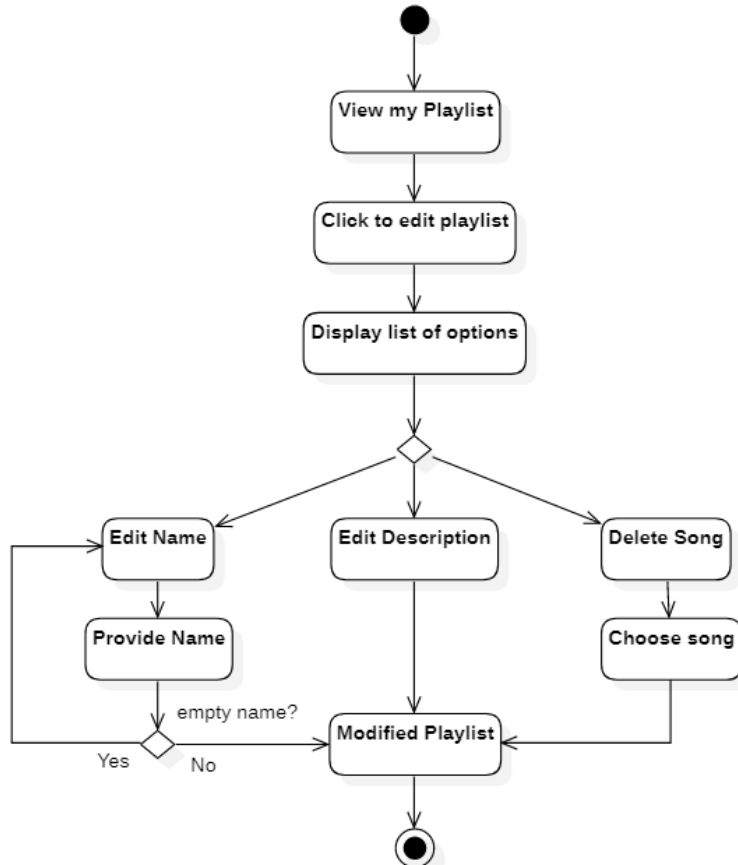 View my Playlist
Click to edit playlist
Display list of options
Edit Name
Edit Description
Delete Song
Provide Name
Choose song
empty name?
Modified Playlist
Yes
No